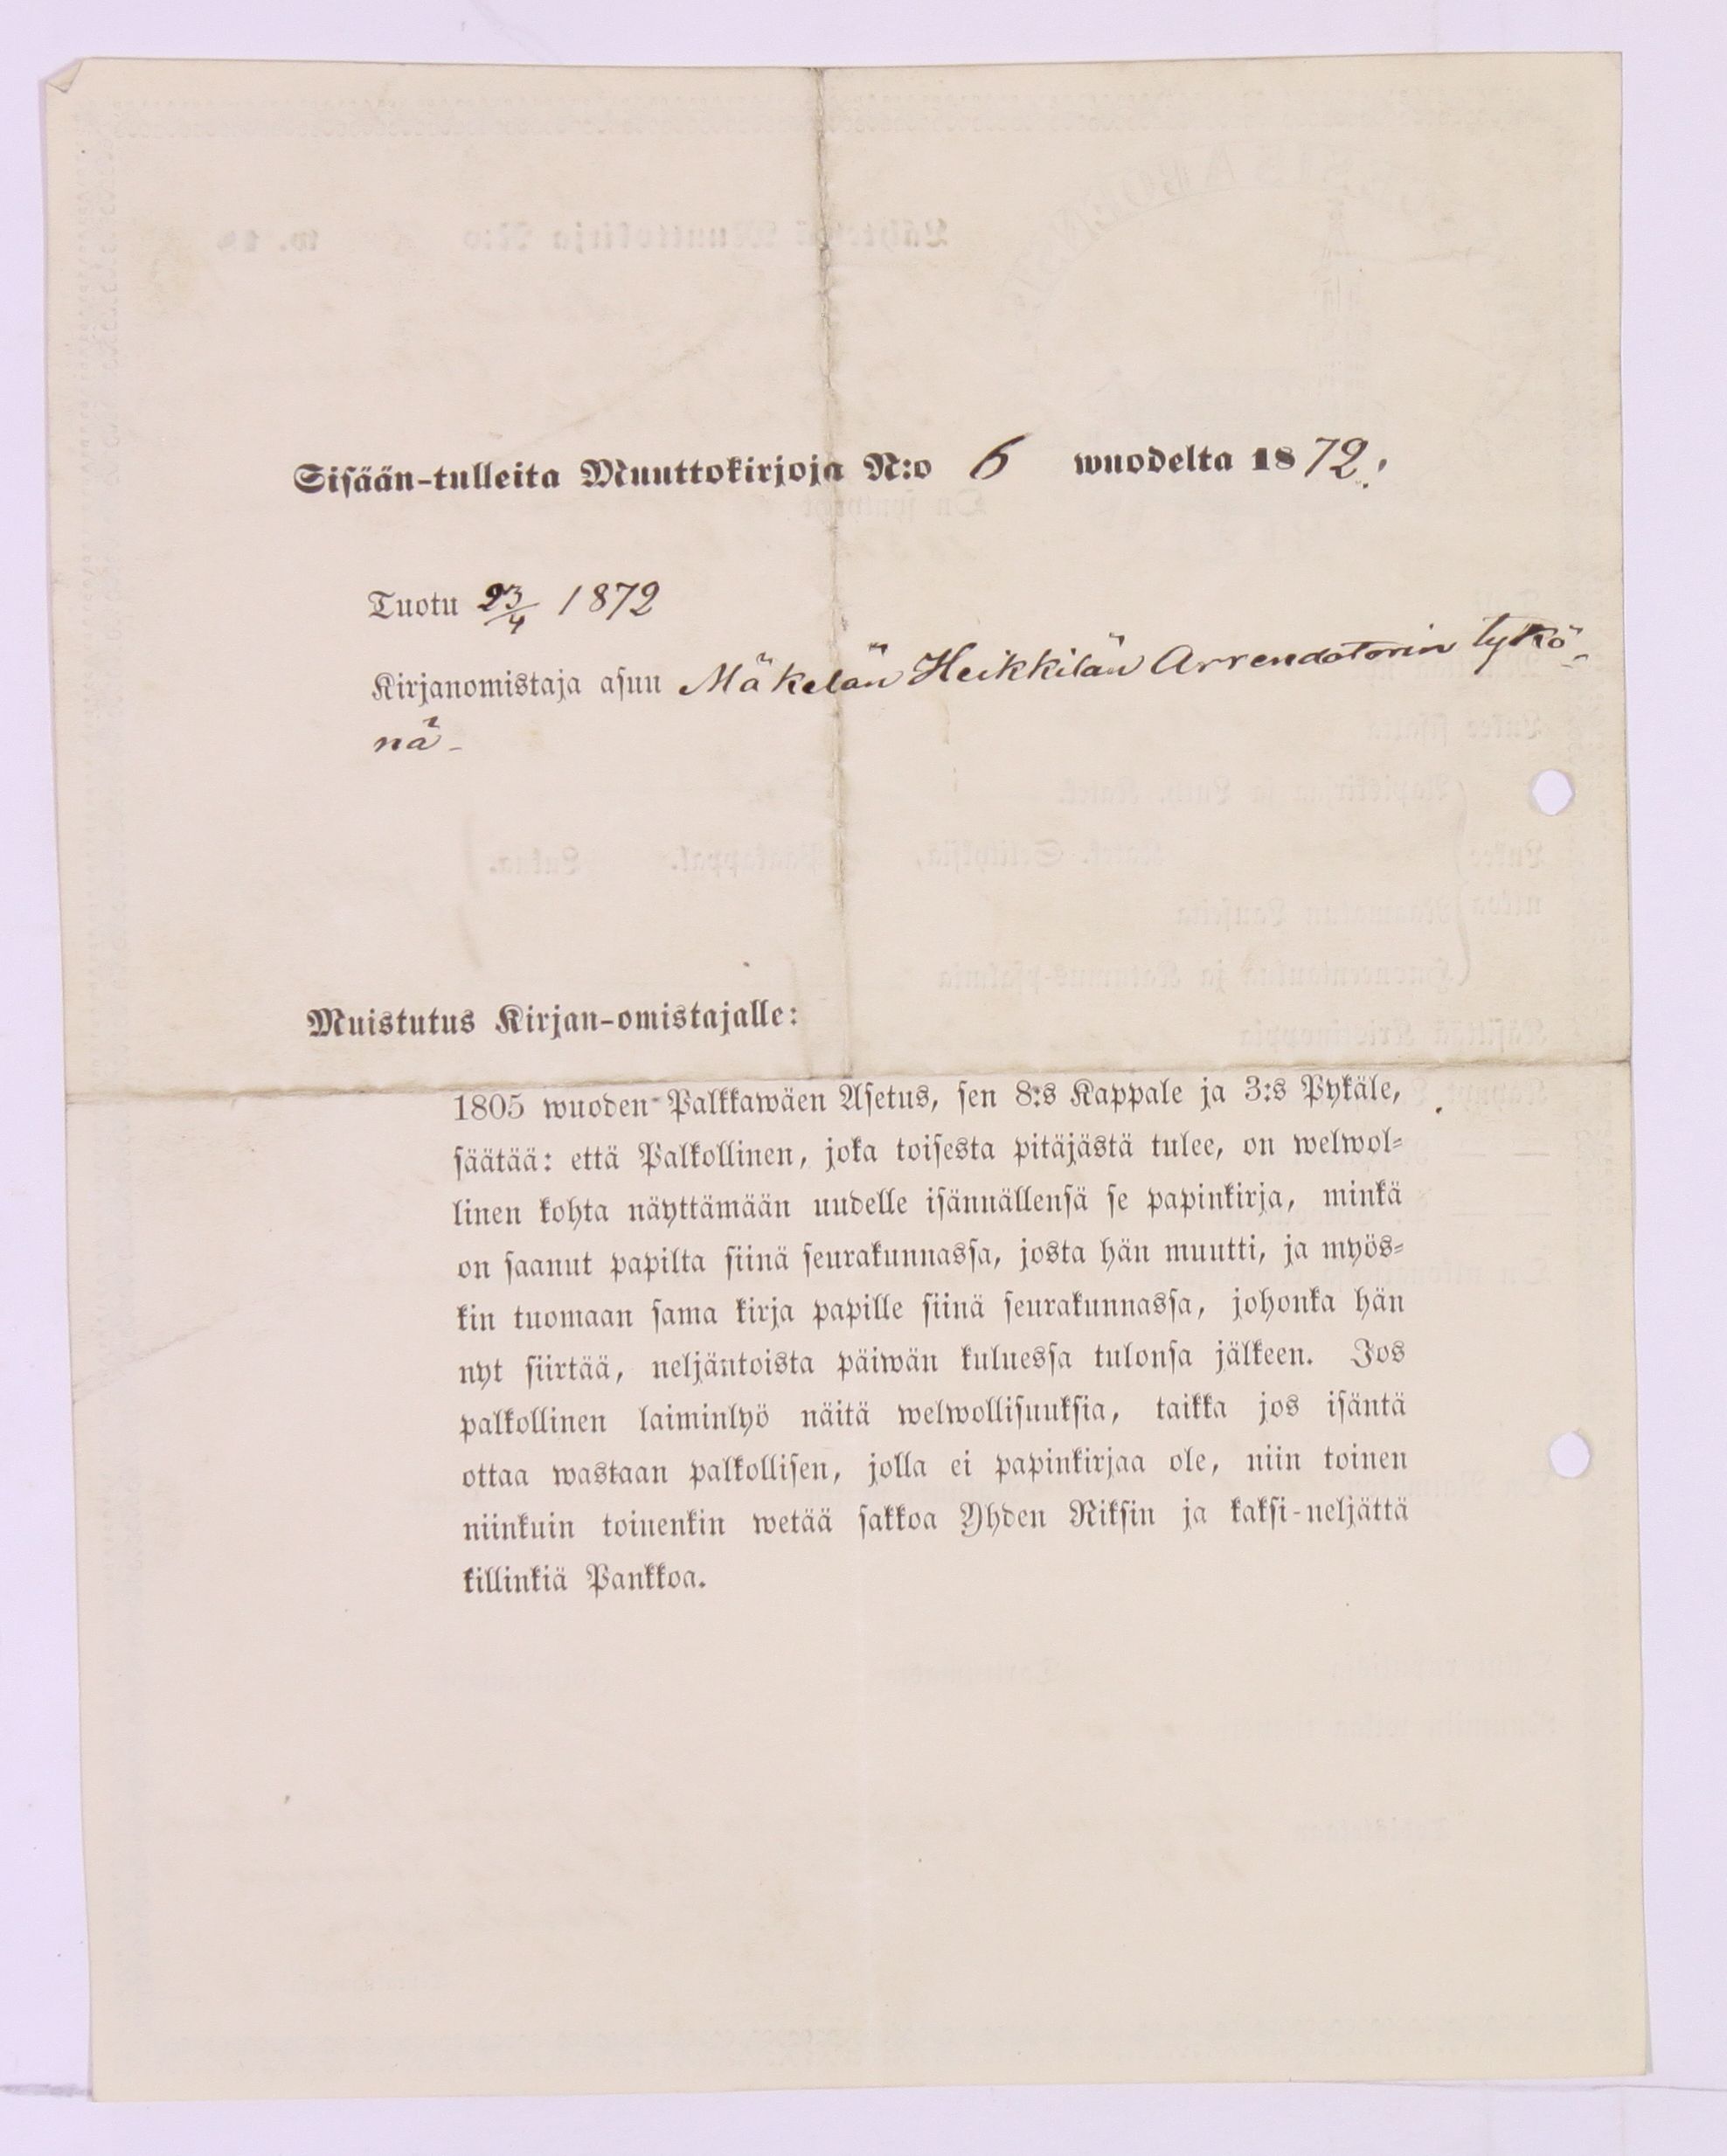 Sisään-tulleita Muuttokirjoja N:o 6 wuodelta 1872.
Tuotu 23/4 1872
Kirjanomistaja asuu Mäkelän Heikkilän Arrendatorin tykö-
nä-
Muistutus Kirjan-omistajalle:
1805 wuoden Palkkawäen Asetus, sen 8:s Kappale ja 3:s Pykäle,
säätää: että Palkollinen, joka toisesta pitäjästä tulee, on welwol-
linen kohta näyttämään uudelle isännällensä se papinkirja, minkä
on saanut papilta siinä seurakunnassa, josta hän muutti, ja myös-
kin tuomaan sama kirja papille siinä seurakunnassa, johonka hän
nyt siirtää, neljäntoista päiwän kuluessa tulonsa jälkeen. Jos
palkollinen laiminlyö näitä welwollisuuksia, taikka jos isäntä
ottaa wastaan palkollisen, jolla ei papinkirjaa ole, niin toinen
niinkuin toinenkin wetää sakkoa Yhden Riksin ja kaksi-neljättä
killinkiä Pankkoa.